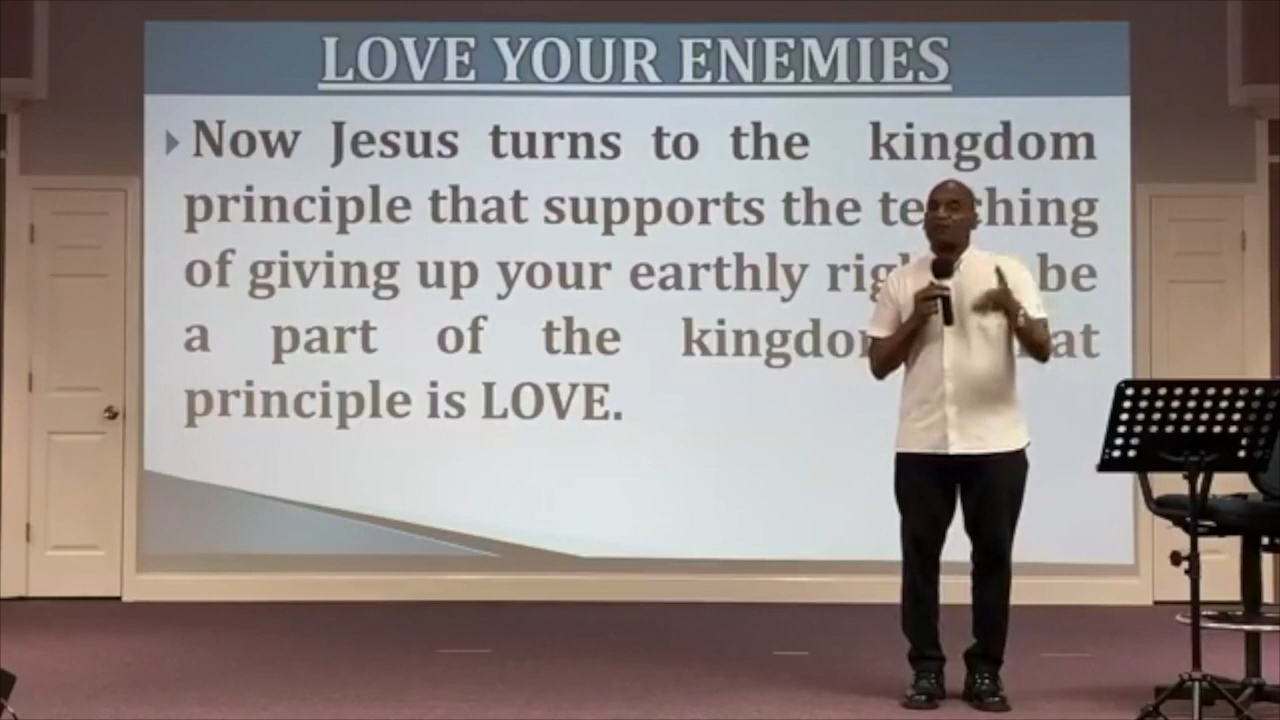 LOVE YOUR ENEMIES
Now Jesus turns to the kingdom
principle that supports the
of giving up your earthly be
a part of the
principle is LOVE.